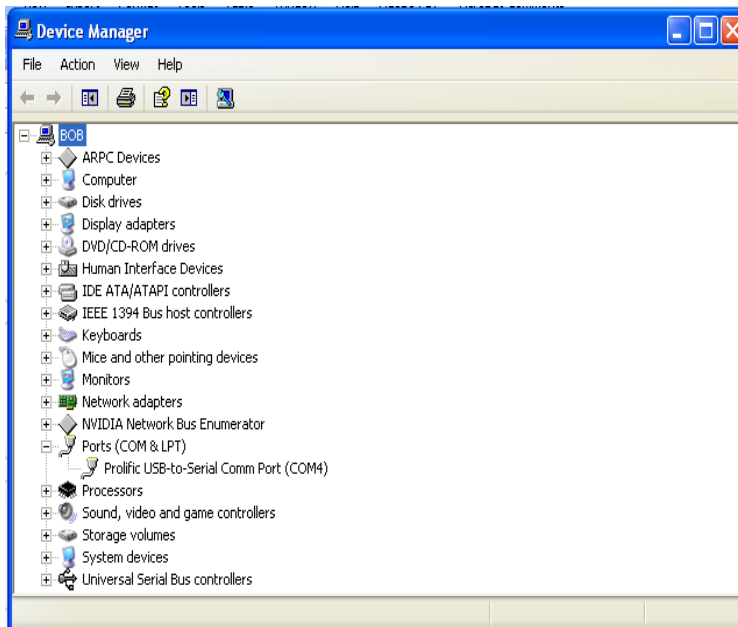 Device Manager
File Action View Help
BOB
ARPC Devices
Computer
Disk drives
Display adapters
DVD/CD-ROM drives
Human Interface Devices
IDE ATA/ATAPI controllers
IEEE 1394 Bus host controllers
Keyboards
Mice and other pointing devices
Monitors
Network adapters
NVIDIA Network Bus Enumerator
Ports (COM & LPT)
Prolific USB-to-Serial Comm Port (COM4)
Processors
Sound, video and game controllers
Storage volumes
System devices
Universal Serial Bus controllers